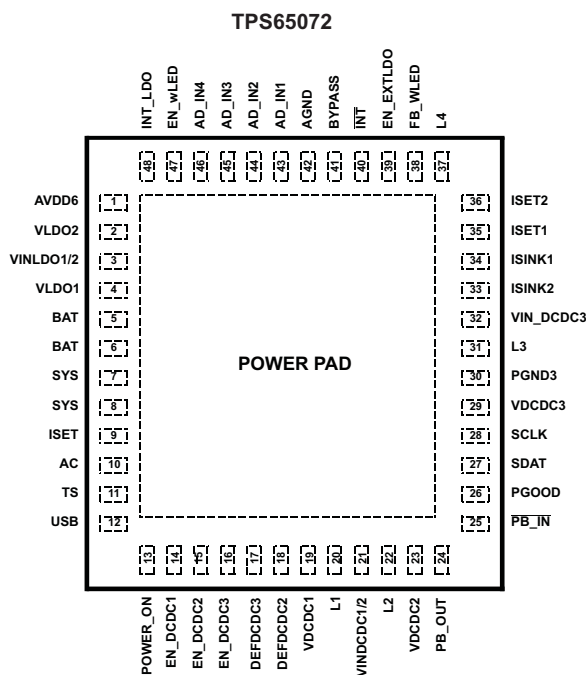 TPS65072
INT_LDO
EN_wLED
AD_IN4
AD_IN3
AD_IN2
AD_IN1
AGND
BYPASS
INT
EN_EXTLDO
FB_WLED
L4
48
47
46
45
44
43
42
41
40
39
38
37
AVDD6 1
VLDO2 2
VINLDO1/2 3
VLDO1 4
BAT 5
BAT 6
SYS 7
SYS 8
ISET 9
AC 10
TS 11
USB 12
POWER PAD
36 ISET2
35 ISET1
34 ISINK1
33 ISINK2
32 VIN_DCDC3
31 L3
30 PGND3
29 VDCDC3
28 SCLK
27 SDAT
26 PGOOD
25 PB_IN
13
14
15
16
17
18
19
20
21
22
23
24
POWER_ON
EN_DCDC1
EN_DCDC2
EN_DCDC3
DEFDCDC3
DEFDCDC2
VDCDC1
L1
VINDCDC1/2
L2
VDCDC2
PB_OUT